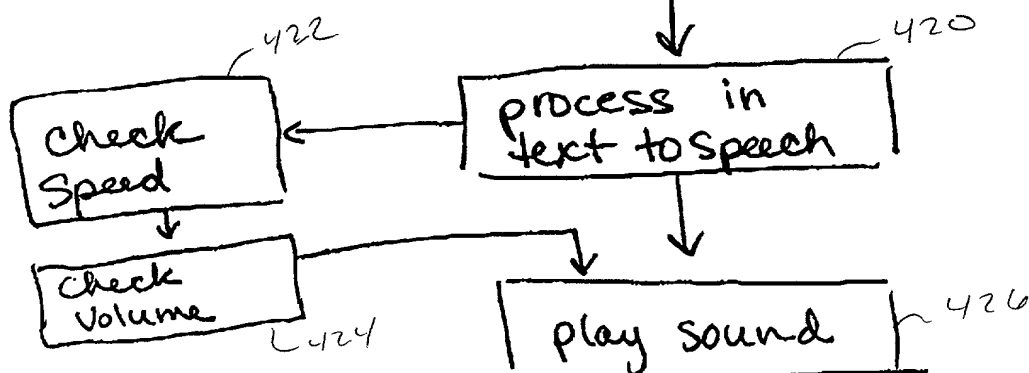 422
420
check
Speed
process in
text to speech
check
volume
424
play sound
426